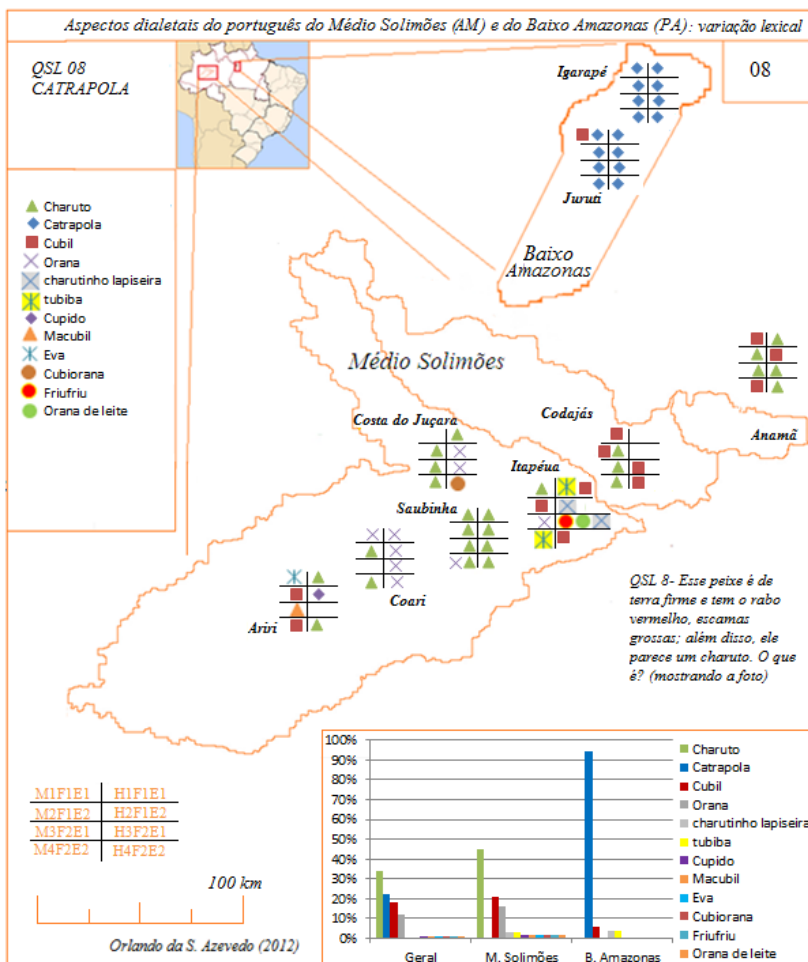 Aspectos dialetais do português do Médio Solimões (AM) e do Baixo Amazonas (PA): variação lexical
QSL 08
CATRAPOLA
08
Igarapé
Juruti
Baixo
Amazonas
Charuto
Catrapola
Cubil
Orana
charutinho lapiseira
tubiba
Cupido
Macubil
Eva
Cubiorana
Friufriu
Orana de leite
Médio Solimões
Costa do Juçara
Codajás
Anamã
Itapéua
Saubinha
Coari
Ariri
QSL 8- Esse peixe é de
terra firme e tem o rabo
vermelho, escamas
grossas; além disso, ele
parece um charuto. O que
é? (mostrando a foto)
M1F1E1 H1F1E1
M2F1E2 H2F1E2
M3F2E1 H3F2E1
M4F2E2 H4F2E2
100 km
Orlando da S. Azevedo (2012)
100%
90%
80%
70%
60%
50%
40%
30%
20%
10%
0%
Geral M. Solimões B. Amazonas
Charuto
Catrapola
Cubil
Orana
charutinho lapiseira
tubiba
Cupido
Macubil
Eva
Cubiorana
Friufriu
Orana de leite